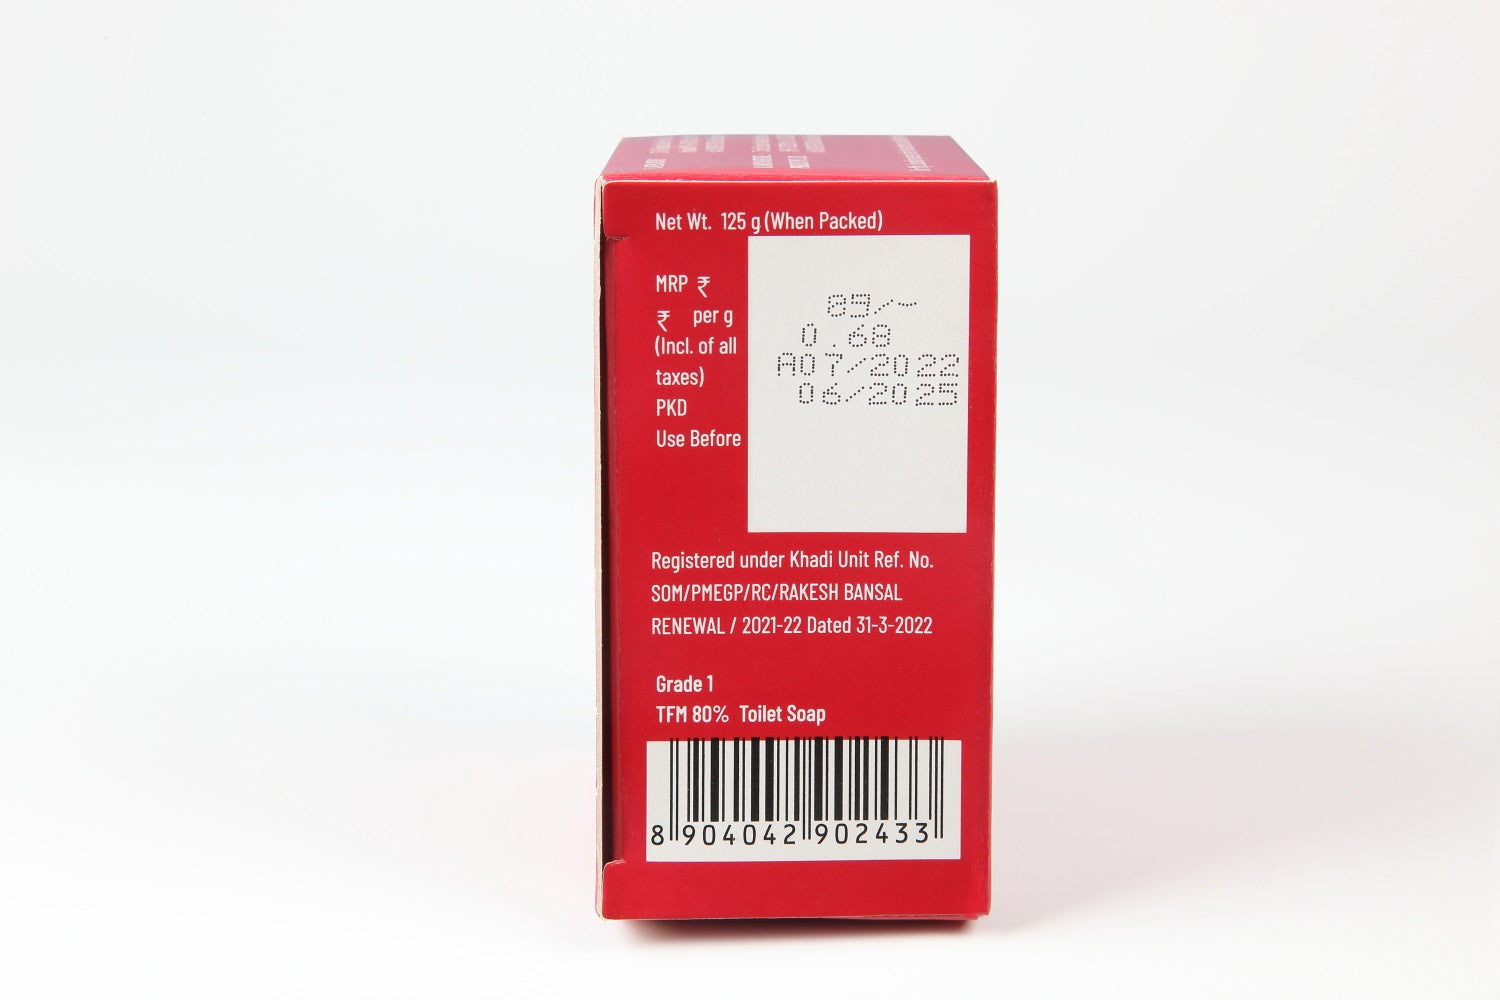 Net Wt. 125 g (When Packed)
MRP ₹ 85/-
₹ per g 0.68
(Incl. of all
taxes)
PKD A07/2022
Use Before 06/2025
Registered under Khadi Unit Ref. No.
SOM/PMEGP/RC/RAKESH BANSAL
RENEWAL / 2021-22 Dated 31-3-2022
Grade 1
TFM 80% Toilet Soap
8 904042 902433